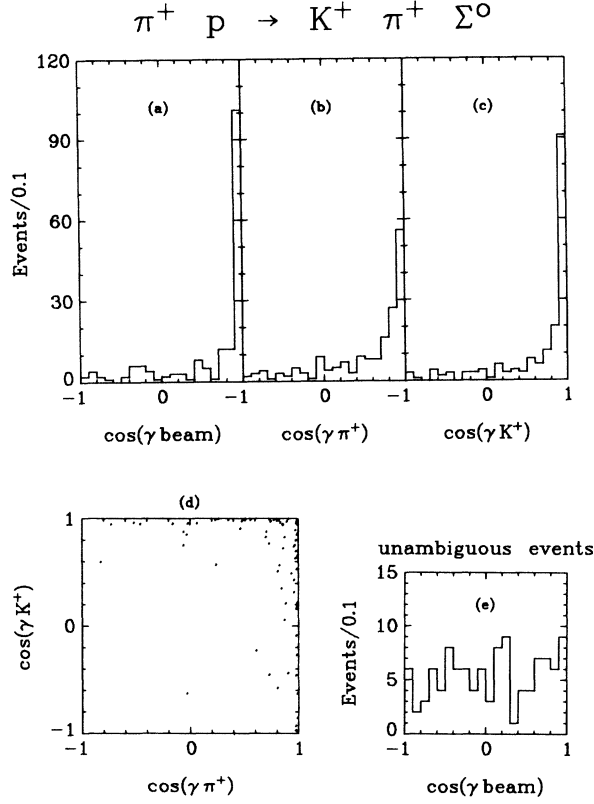 π⁺ p → K⁺ π⁺ Σ⁰
120
90
60
30
0
Events/0.1
(a) (b) (c)
−1 0 −1 0 −1 0 1
cos(γ beam) cos(γ π⁺) cos(γ K⁺)
(d)
1
0
−1
cos(γ K⁺)
−1 0 1
cos(γ π⁺)
unambiguous events
15
10
5
0
Events/0.1
(e)
−1 0 1
cos(γ beam)